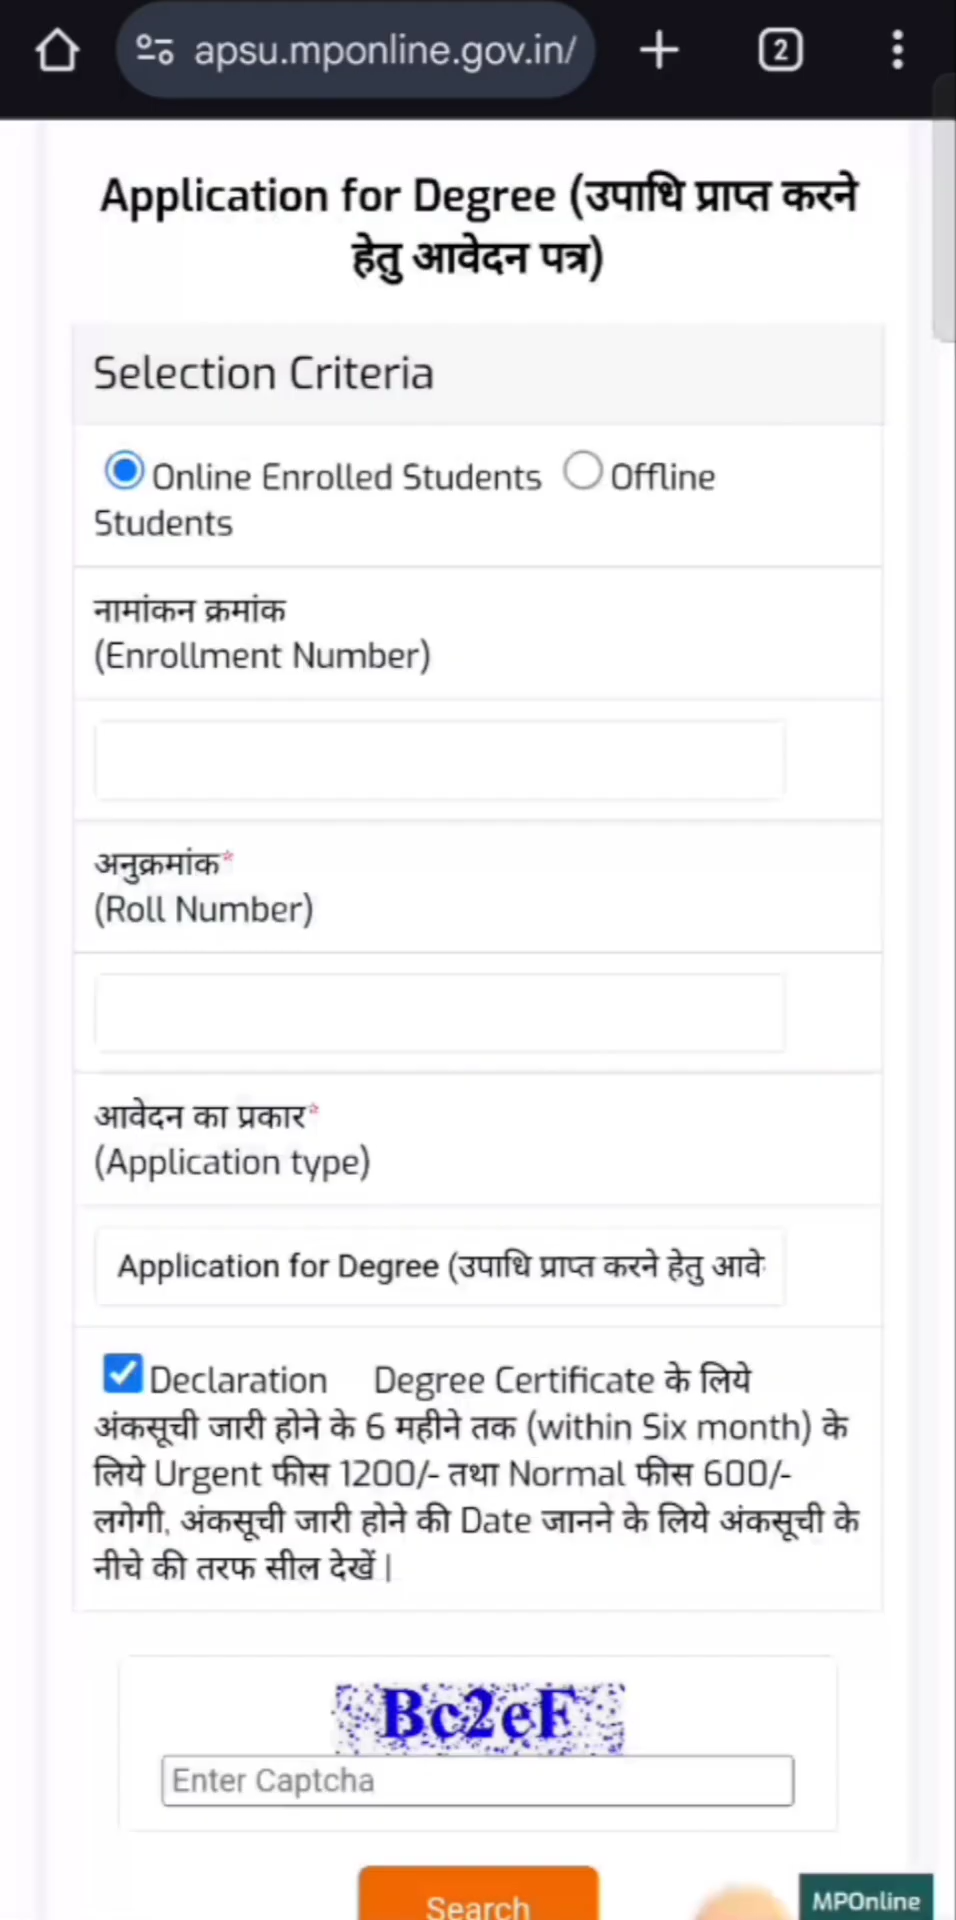 apsu.mponline.gov.in/
2
Application for Degree (उपाधि प्राप्त करने
हेतु आवेदन पत्र)
Selection Criteria
Online Enrolled Students Offline
Students
नामांकन क्रमांक
(Enrollment Number)
अनुक्रमांक*
(Roll Number)
आवेदन का प्रकार*
(Application type)
Application for Degree (उपाधि प्राप्त करने हेतु आवे
Declaration Degree Certificate के लिये
अंकसूची जारी होने के 6 महीने तक (within Six month) के
लिये Urgent फीस 1200/- तथा Normal फीस 600/-
लगेगी, अंकसूची जारी होने की Date जानने के लिये अंकसूची के
नीचे की तरफ सील देखें |
Bc2eF
Enter Captcha
Search
MPOnline